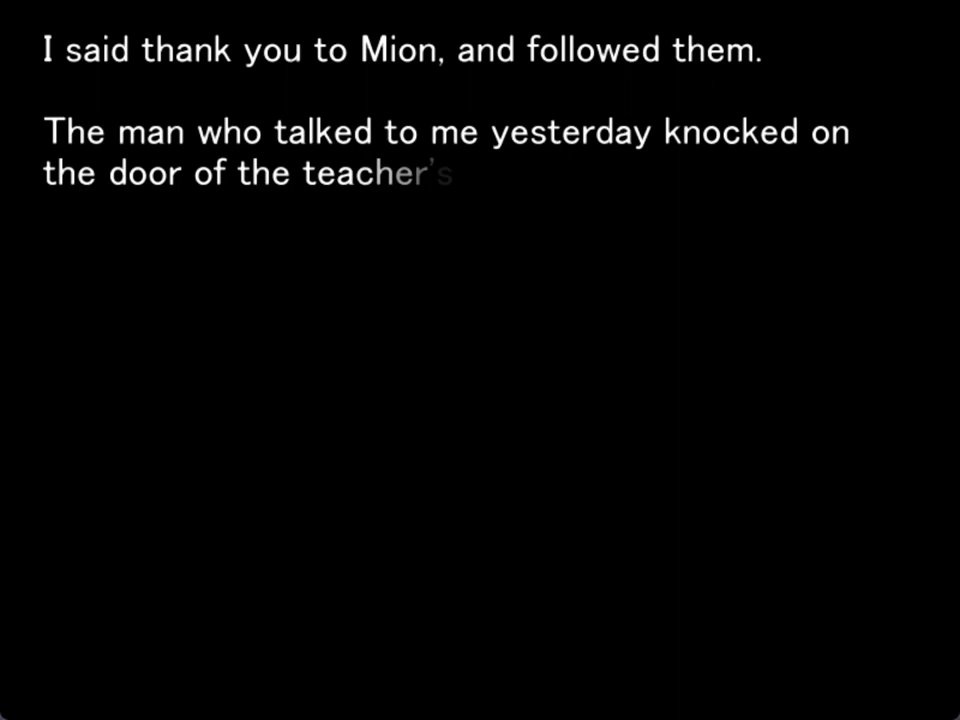 I said thank you to Mion, and followed them.
The man who talked to me yesterday knocked on
the door of the teacher's